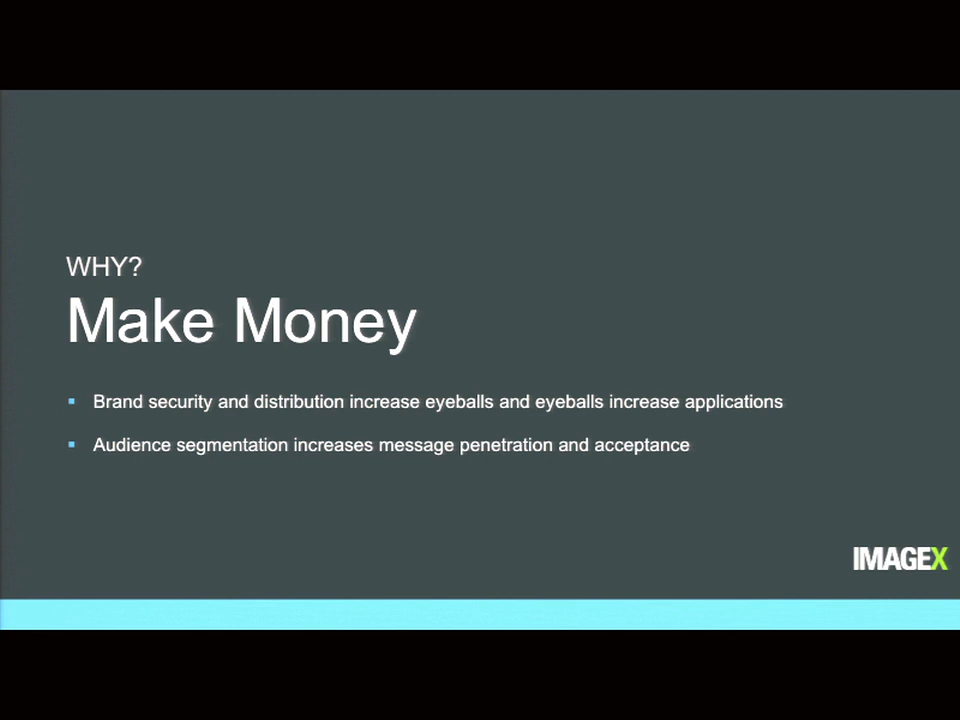 WHY?
Make Money
Brand security and distribution increase eyeballs and eyeballs increase applications
Audience segmentation increases message penetration and acceptance
IMAGEX